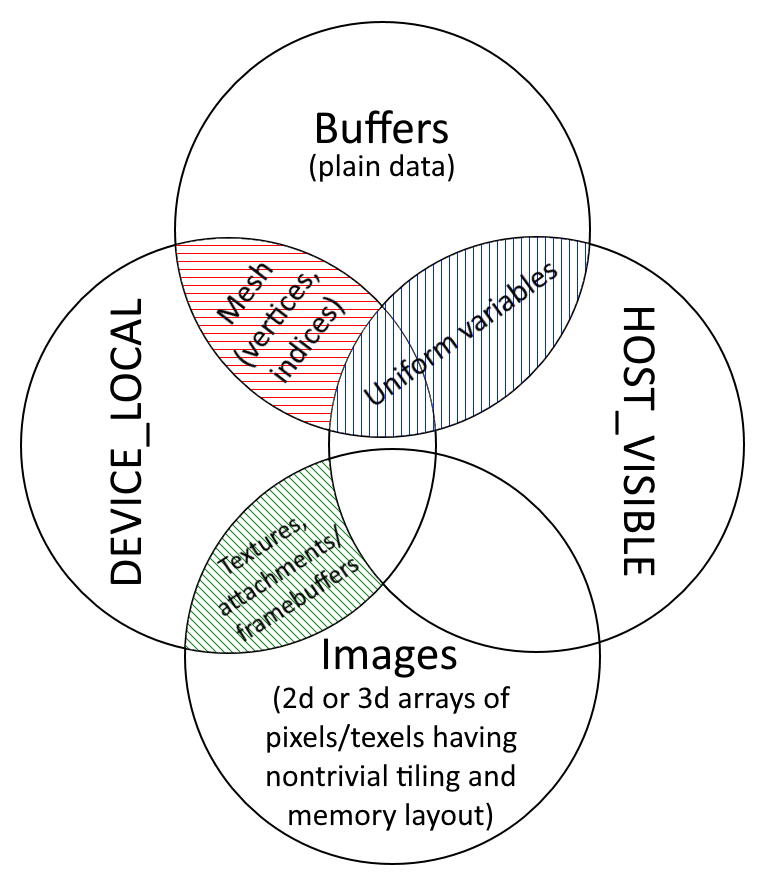 Buffers
(plain data)
Mesh
(vertices,
indices)
Uniform variables
DEVICE_LOCAL
HOST_VISIBLE
Textures,
attachments/
framebuffers
Images
(2d or 3d arrays of
pixels/texels having
nontrivial tiling and
memory layout)